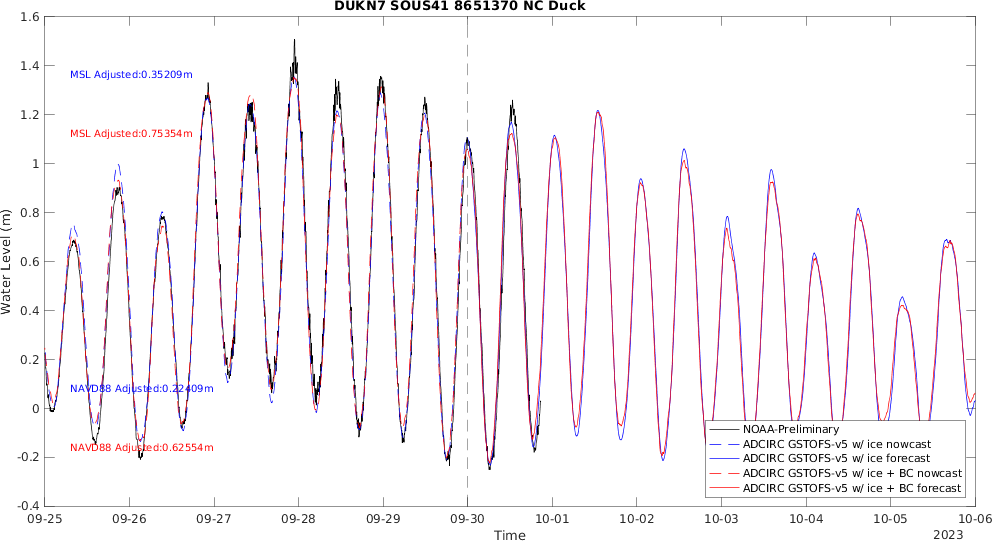 DUKN7 SOUS41 8651370 NC Duck
1.6
1.4
1.2
1
0.8
0.6
0.4
0.2
0
-0.2
-0.4
Water Level (m)
MSL Adjusted:0.35209m
MSL Adjusted:0.75354m
NAVD88 Adjusted:0.22409m
NAVD88 Adjusted:0.62554m
NOAA-Preliminary
ADCIRC GSTOFS-v5 w/ ice nowcast
ADCIRC GSTOFS-v5 w/ ice forecast
ADCIRC GSTOFS-v5 w/ ice + BC nowcast
ADCIRC GSTOFS-v5 w/ ice + BC forecast
09-25 09-26 09-27 09-28 09-29 09-30 10-01 10-02 10-03 10-04 10-05 10-06
Time
2023